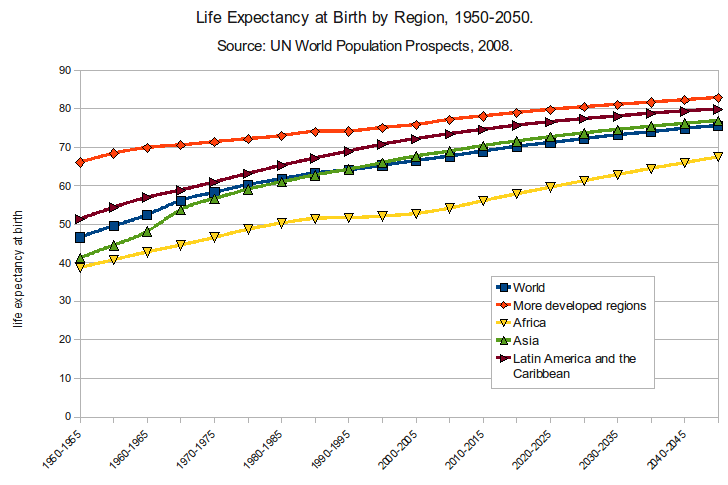 Life Expectancy at Birth by Region, 1950-2050.
Source: UN World Population Prospects, 2008.
life expectancy at birth
90
80
70
60
50
40
30
20
10
0
World
More developed regions
Africa
Asia
Latin America and the
Caribbean
1950-1955
1960-1965
1970-1975
1980-1985
1990-1995
2000-2005
2010-2015
2020-2025
2030-2035
2040-2045